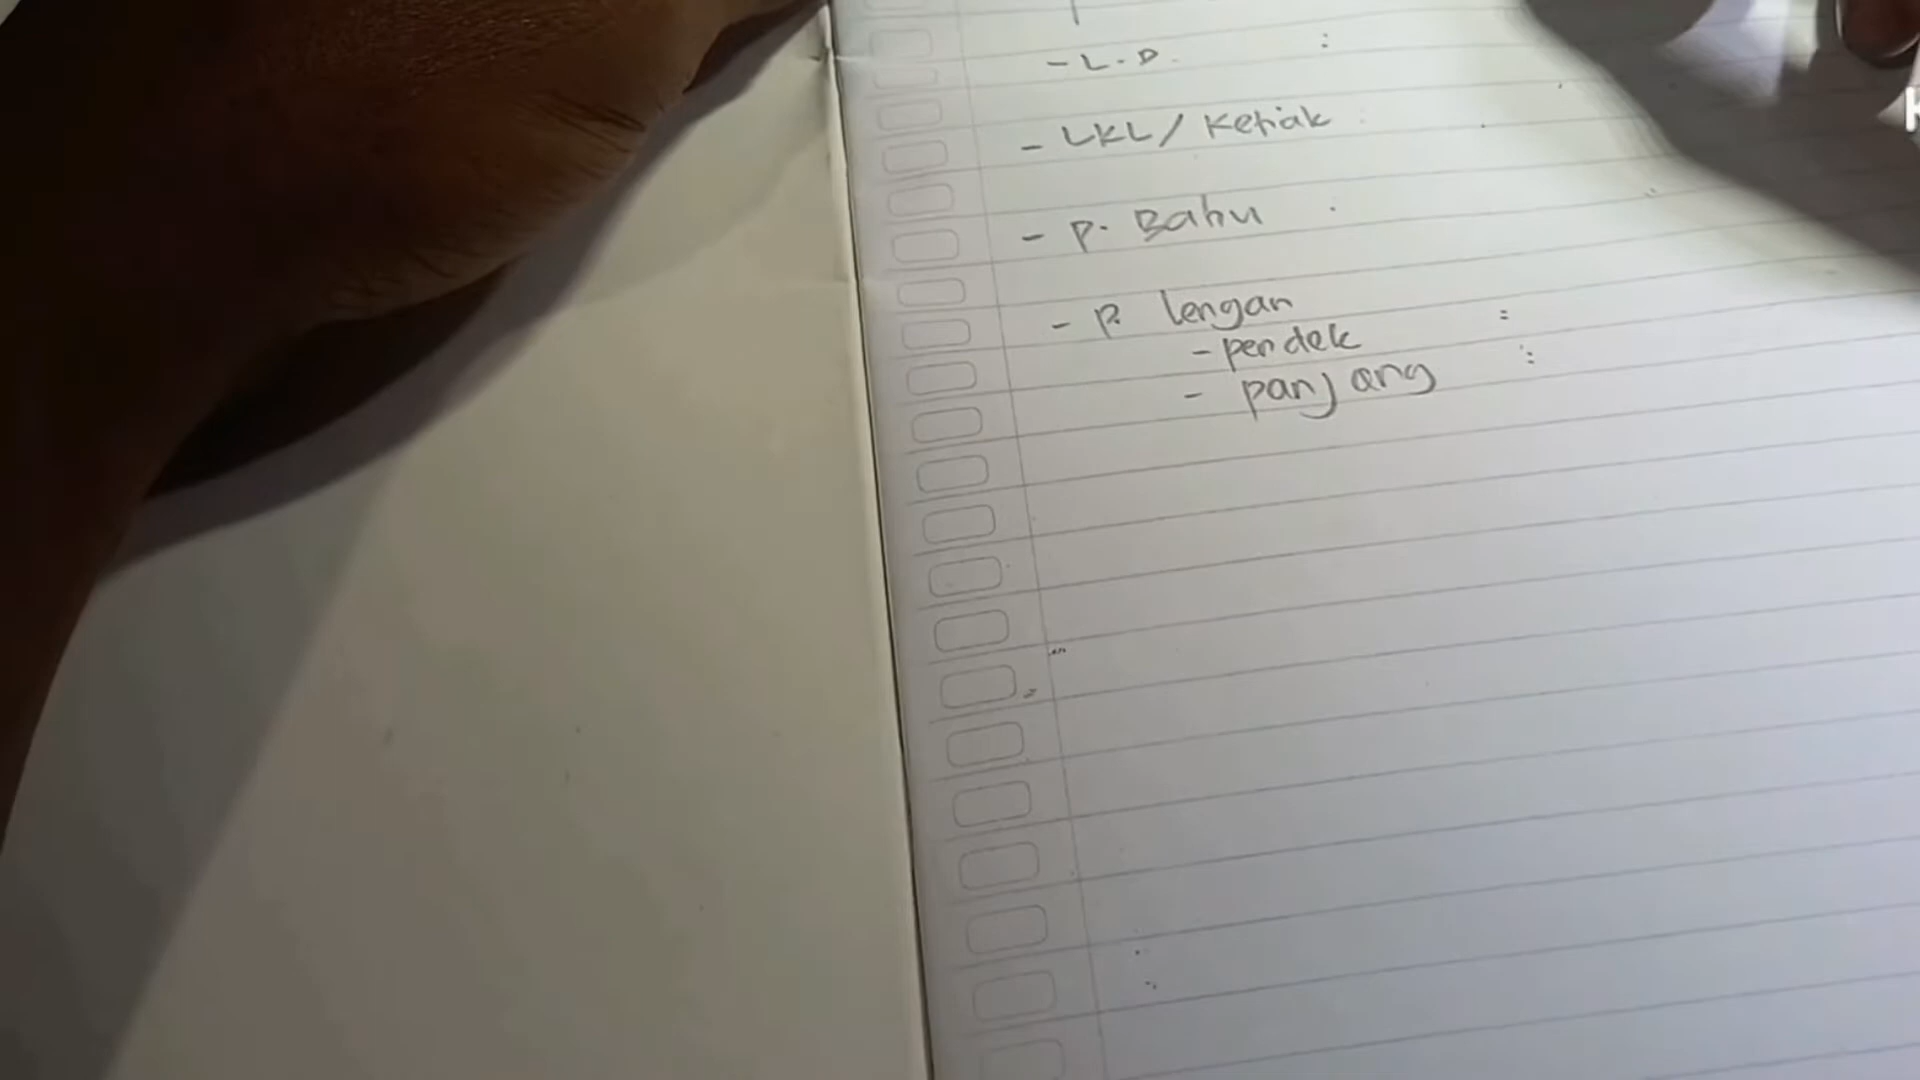 - L.D. :
- LKL / Ketiak :
- P. Bahu :
- P. lengan
- pendek :
- panjang :